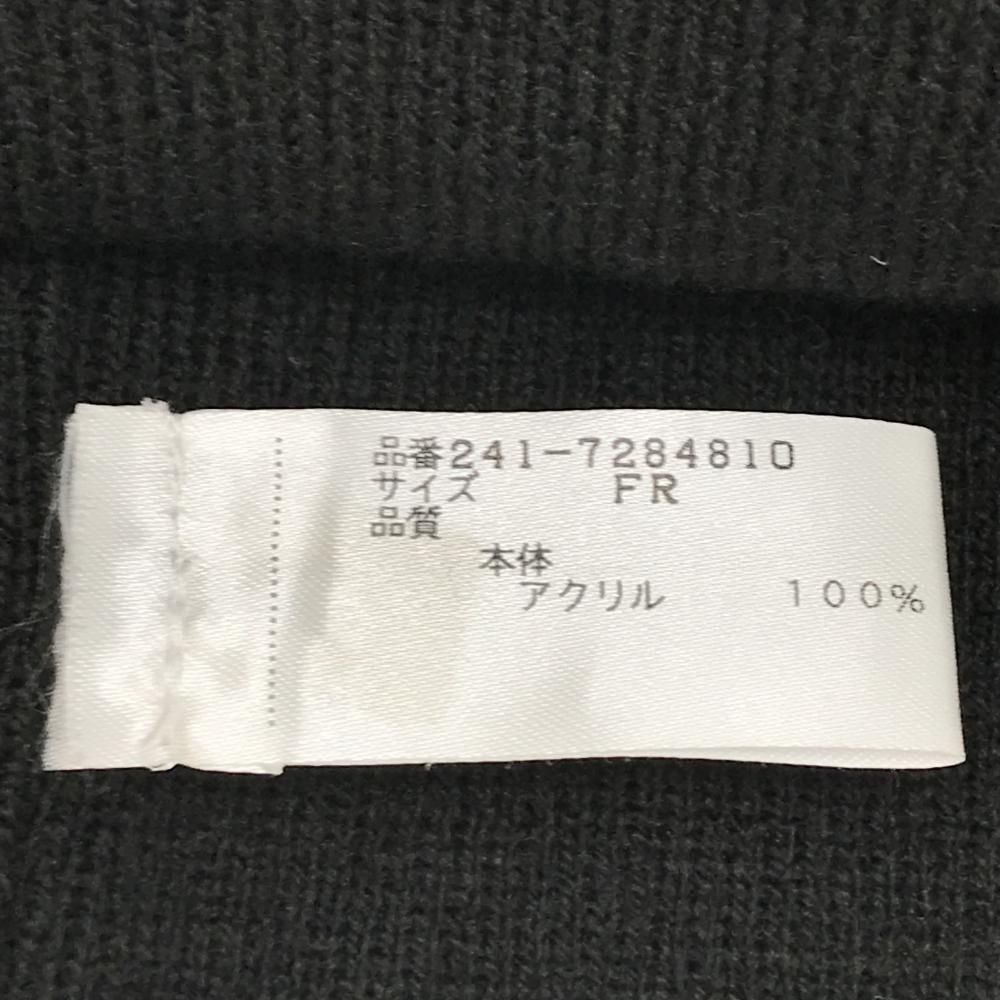 品番241-7284810
サイズ FR
品質
本体
アクリル 100%